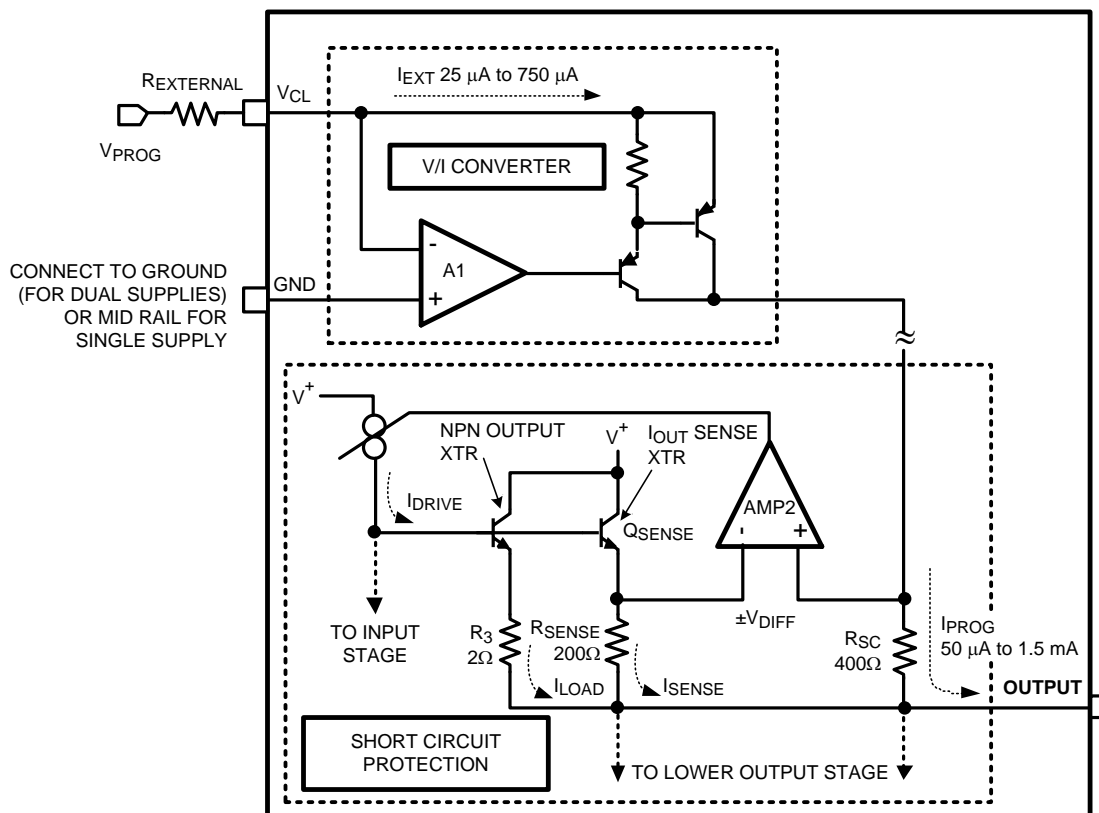 REXTERNAL
VCL
VPROG
IEXT 25 μA to 750 μA
V/I CONVERTER
-
A1
+
CONNECT TO GROUND
(FOR DUAL SUPPLIES)
OR MID RAIL FOR
SINGLE SUPPLY
GND
≈
V+
NPN OUTPUT
XTR
V+
IOUT SENSE
XTR
IDRIVE
QSENSE
AMP2
- +
±VDIFF
TO INPUT
STAGE
R3
2Ω
RSENSE
200Ω
ILOAD
ISENSE
RSC
400Ω
IPROG
50 μA to 1.5 mA
OUTPUT
SHORT CIRCUIT
PROTECTION
TO LOWER OUTPUT STAGE